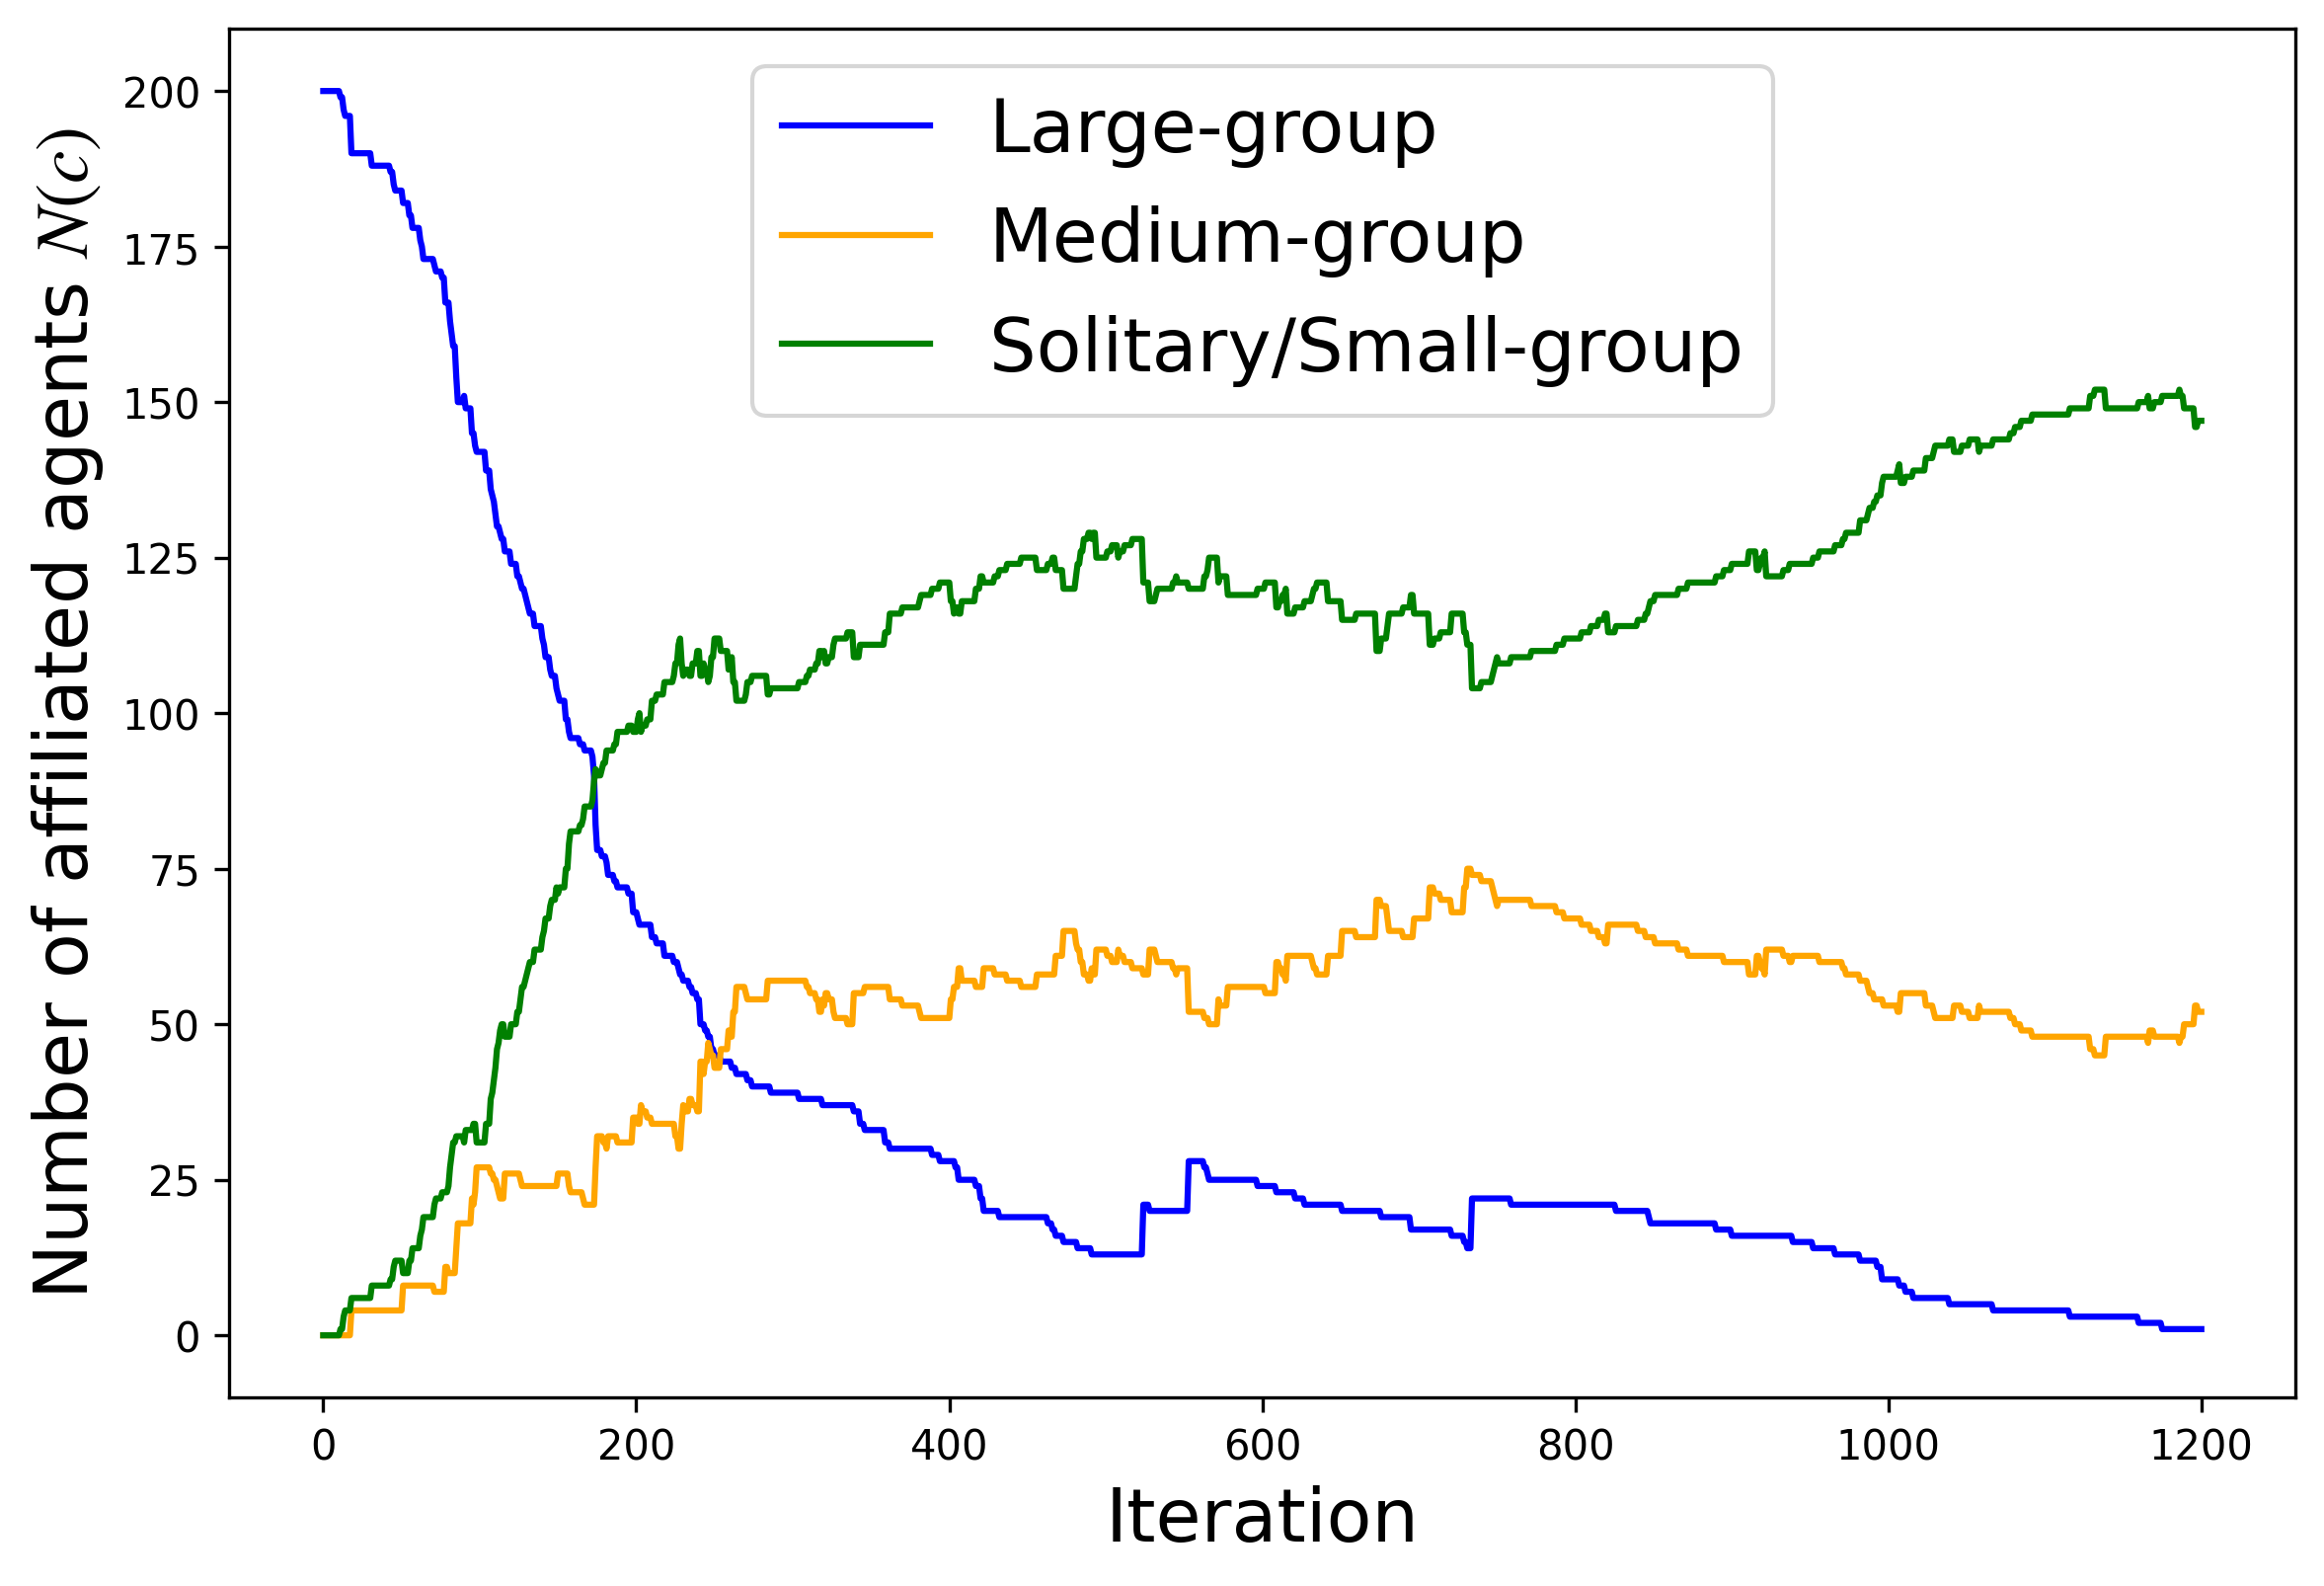 Number of affiliated agents N(c)
200
175
150
125
100
75
50
25
0
Large-group
Medium-group
Solitary/Small-group
0 200 400 600 800 1000 1200
Iteration